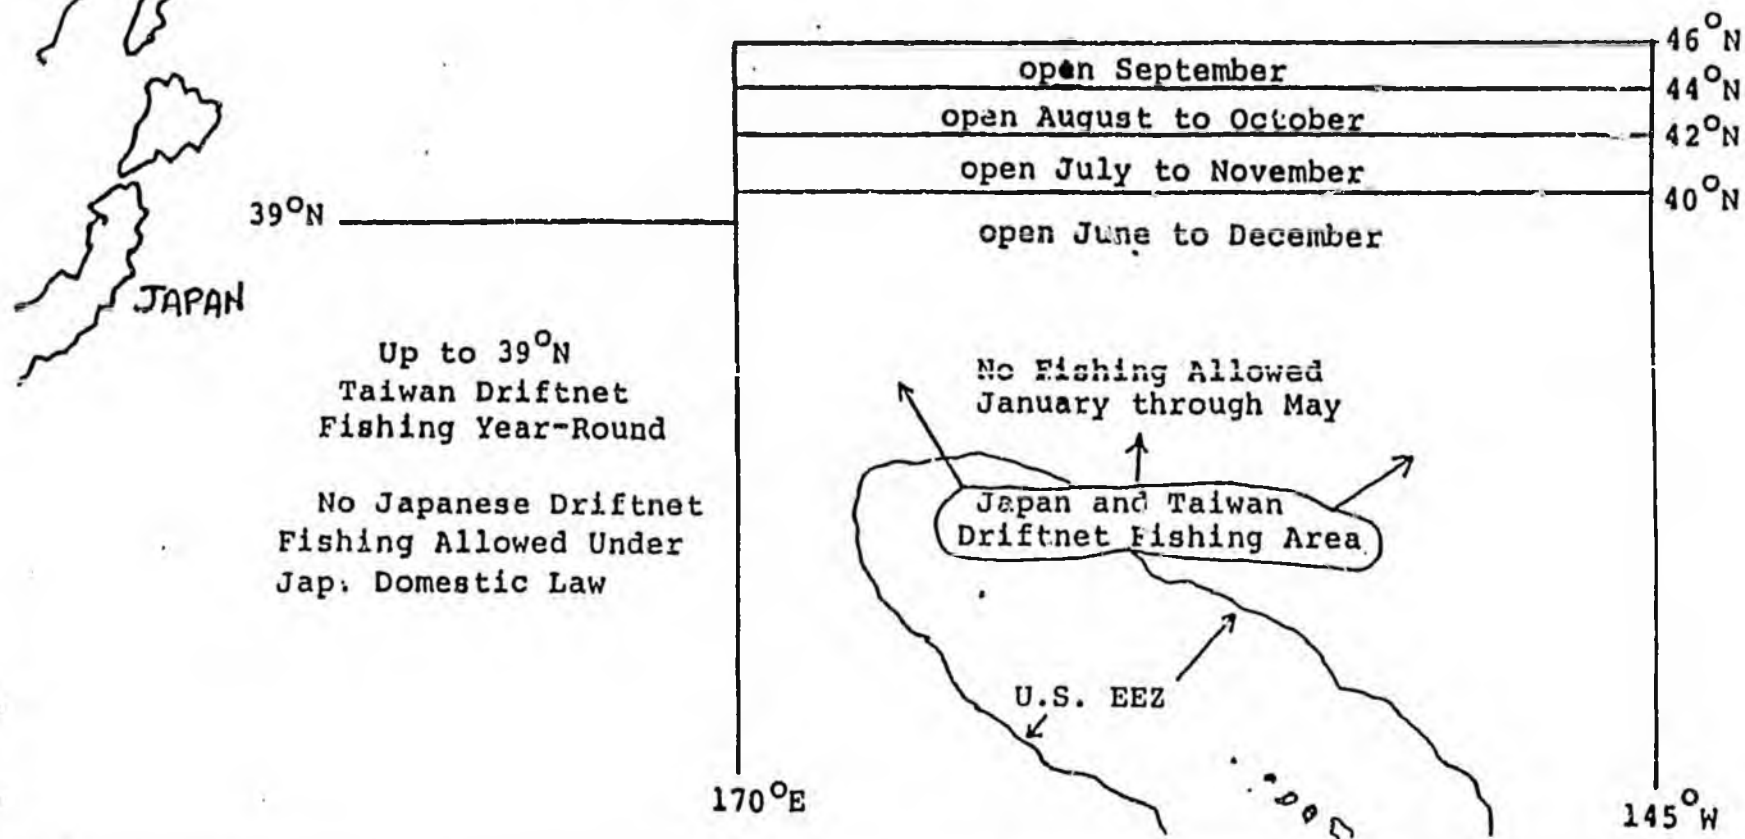 46°N
open September
44°N
open August to October
42°N
open July to November
40°N
39°N
open June to December
JAPAN
Up to 39°N
Taiwan Driftnet
Fishing Year-Round
No Fishing Allowed
January through May
No Japanese Driftnet
Fishing Allowed Under
Jap. Domestic Law
Japan and Taiwan
Driftnet Fishing Area
U.S. EEZ
170°E
145°W